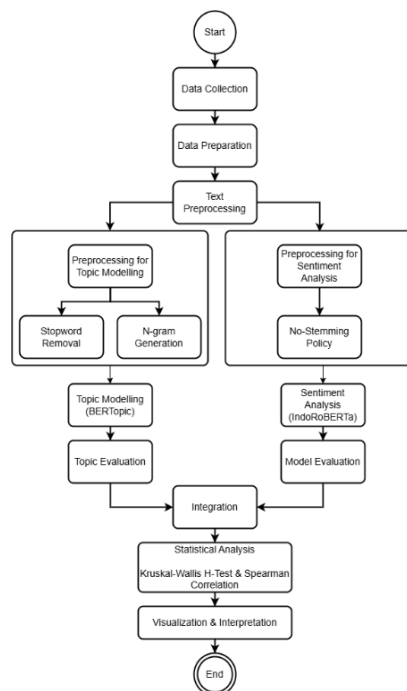 Start
Data Collection
Data Preparation
Text
Preprocessing
Preprocessing for
Topic Modelling
Stopword
Removal
N-gram
Generation
Topic Modelling
(BERTopic)
Topic Evaluation
Preprocessing for
Sentiment
Analysis
No-Stemming
Policy
Sentiment
Analysis
(IndoRoBERTa)
Model Evaluation
Integration
Statistical Analysis
Kruskal-Wallis H-Test & Spearman
Correlation
Visualization & Interpretation
End